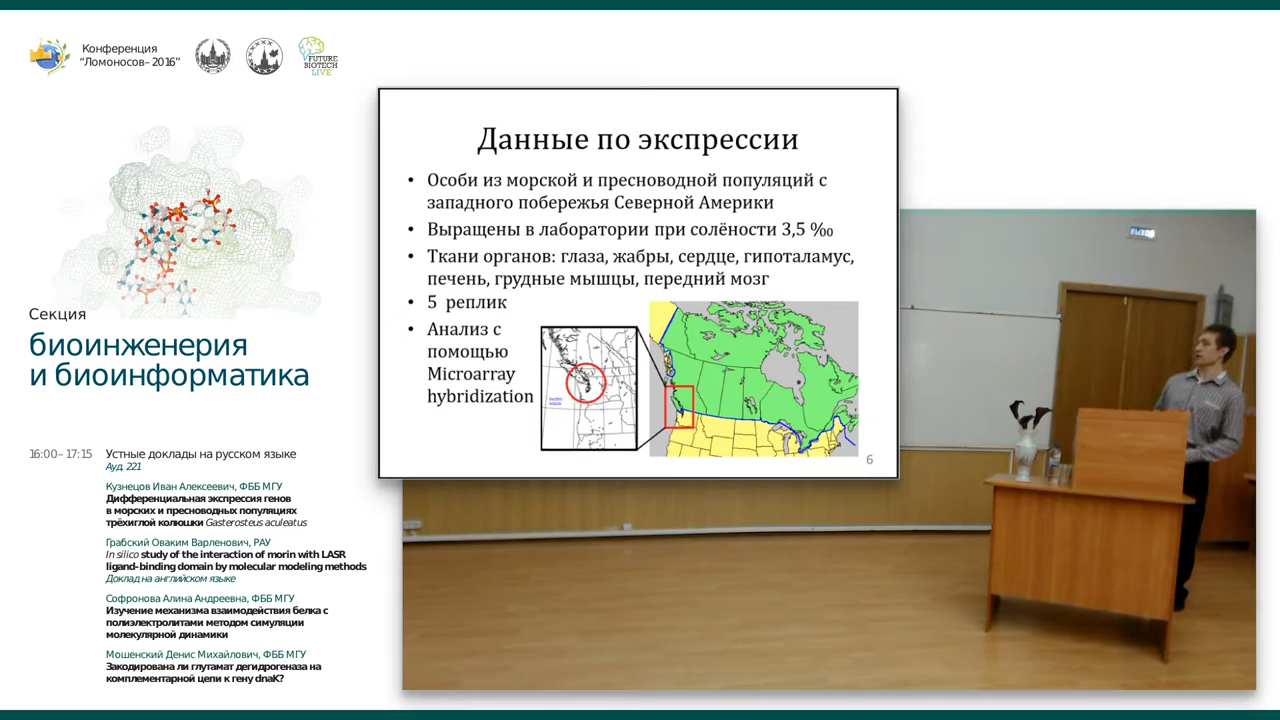 Конференция
“Ломоносов–2016”
FUTURE
BIOTECH
LIVE
Секция
биоинженерия
и биоинформатика
16:00–17:15 Устные доклады на русском языке
Ауд. 221
Кузнецов Иван Алексеевич, ФББ МГУ
Дифференциальная экспрессия генов
в морских и пресноводных популяциях
трёхиглой колюшки Gasterosteus aculeatus
Грабский Оваким Варленович, РАУ
In silico study of the interaction of morin with LASR
ligand-binding domain by molecular modeling methods
Доклад на английском языке
Софронова Алина Андреевна, ФББ МГУ
Изучение механизма взаимодействия белка с
полиэлектролитами методом симуляции
молекулярной динамики
Мошенский Денис Михайлович, ФББ МГУ
Закодирована ли глутамат дегидрогеназа на
комплементарной цепи к гену dnaK?
Данные по экспрессии
• Особи из морской и пресноводной популяций с
западного побережья Северной Америки
• Выращены в лаборатории при солёности 3,5 ‰
• Ткани органов: глаза, жабры, сердце, гипоталамус,
печень, грудные мышцы, передний мозг
• 5 реплик
• Анализ с
помощью
Microarray
hybridization
6
ВЫХОД